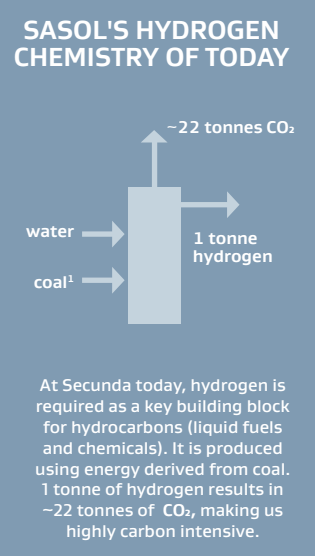 SASOL'S HYDROGEN
CHEMISTRY OF TODAY
~22 tonnes CO₂
water
1 tonne
hydrogen
coal¹
At Secunda today, hydrogen is
required as a key building block
for hydrocarbons (liquid fuels
and chemicals). It is produced
using energy derived from coal.
1 tonne of hydrogen results in
~22 tonnes of CO₂, making us
highly carbon intensive.